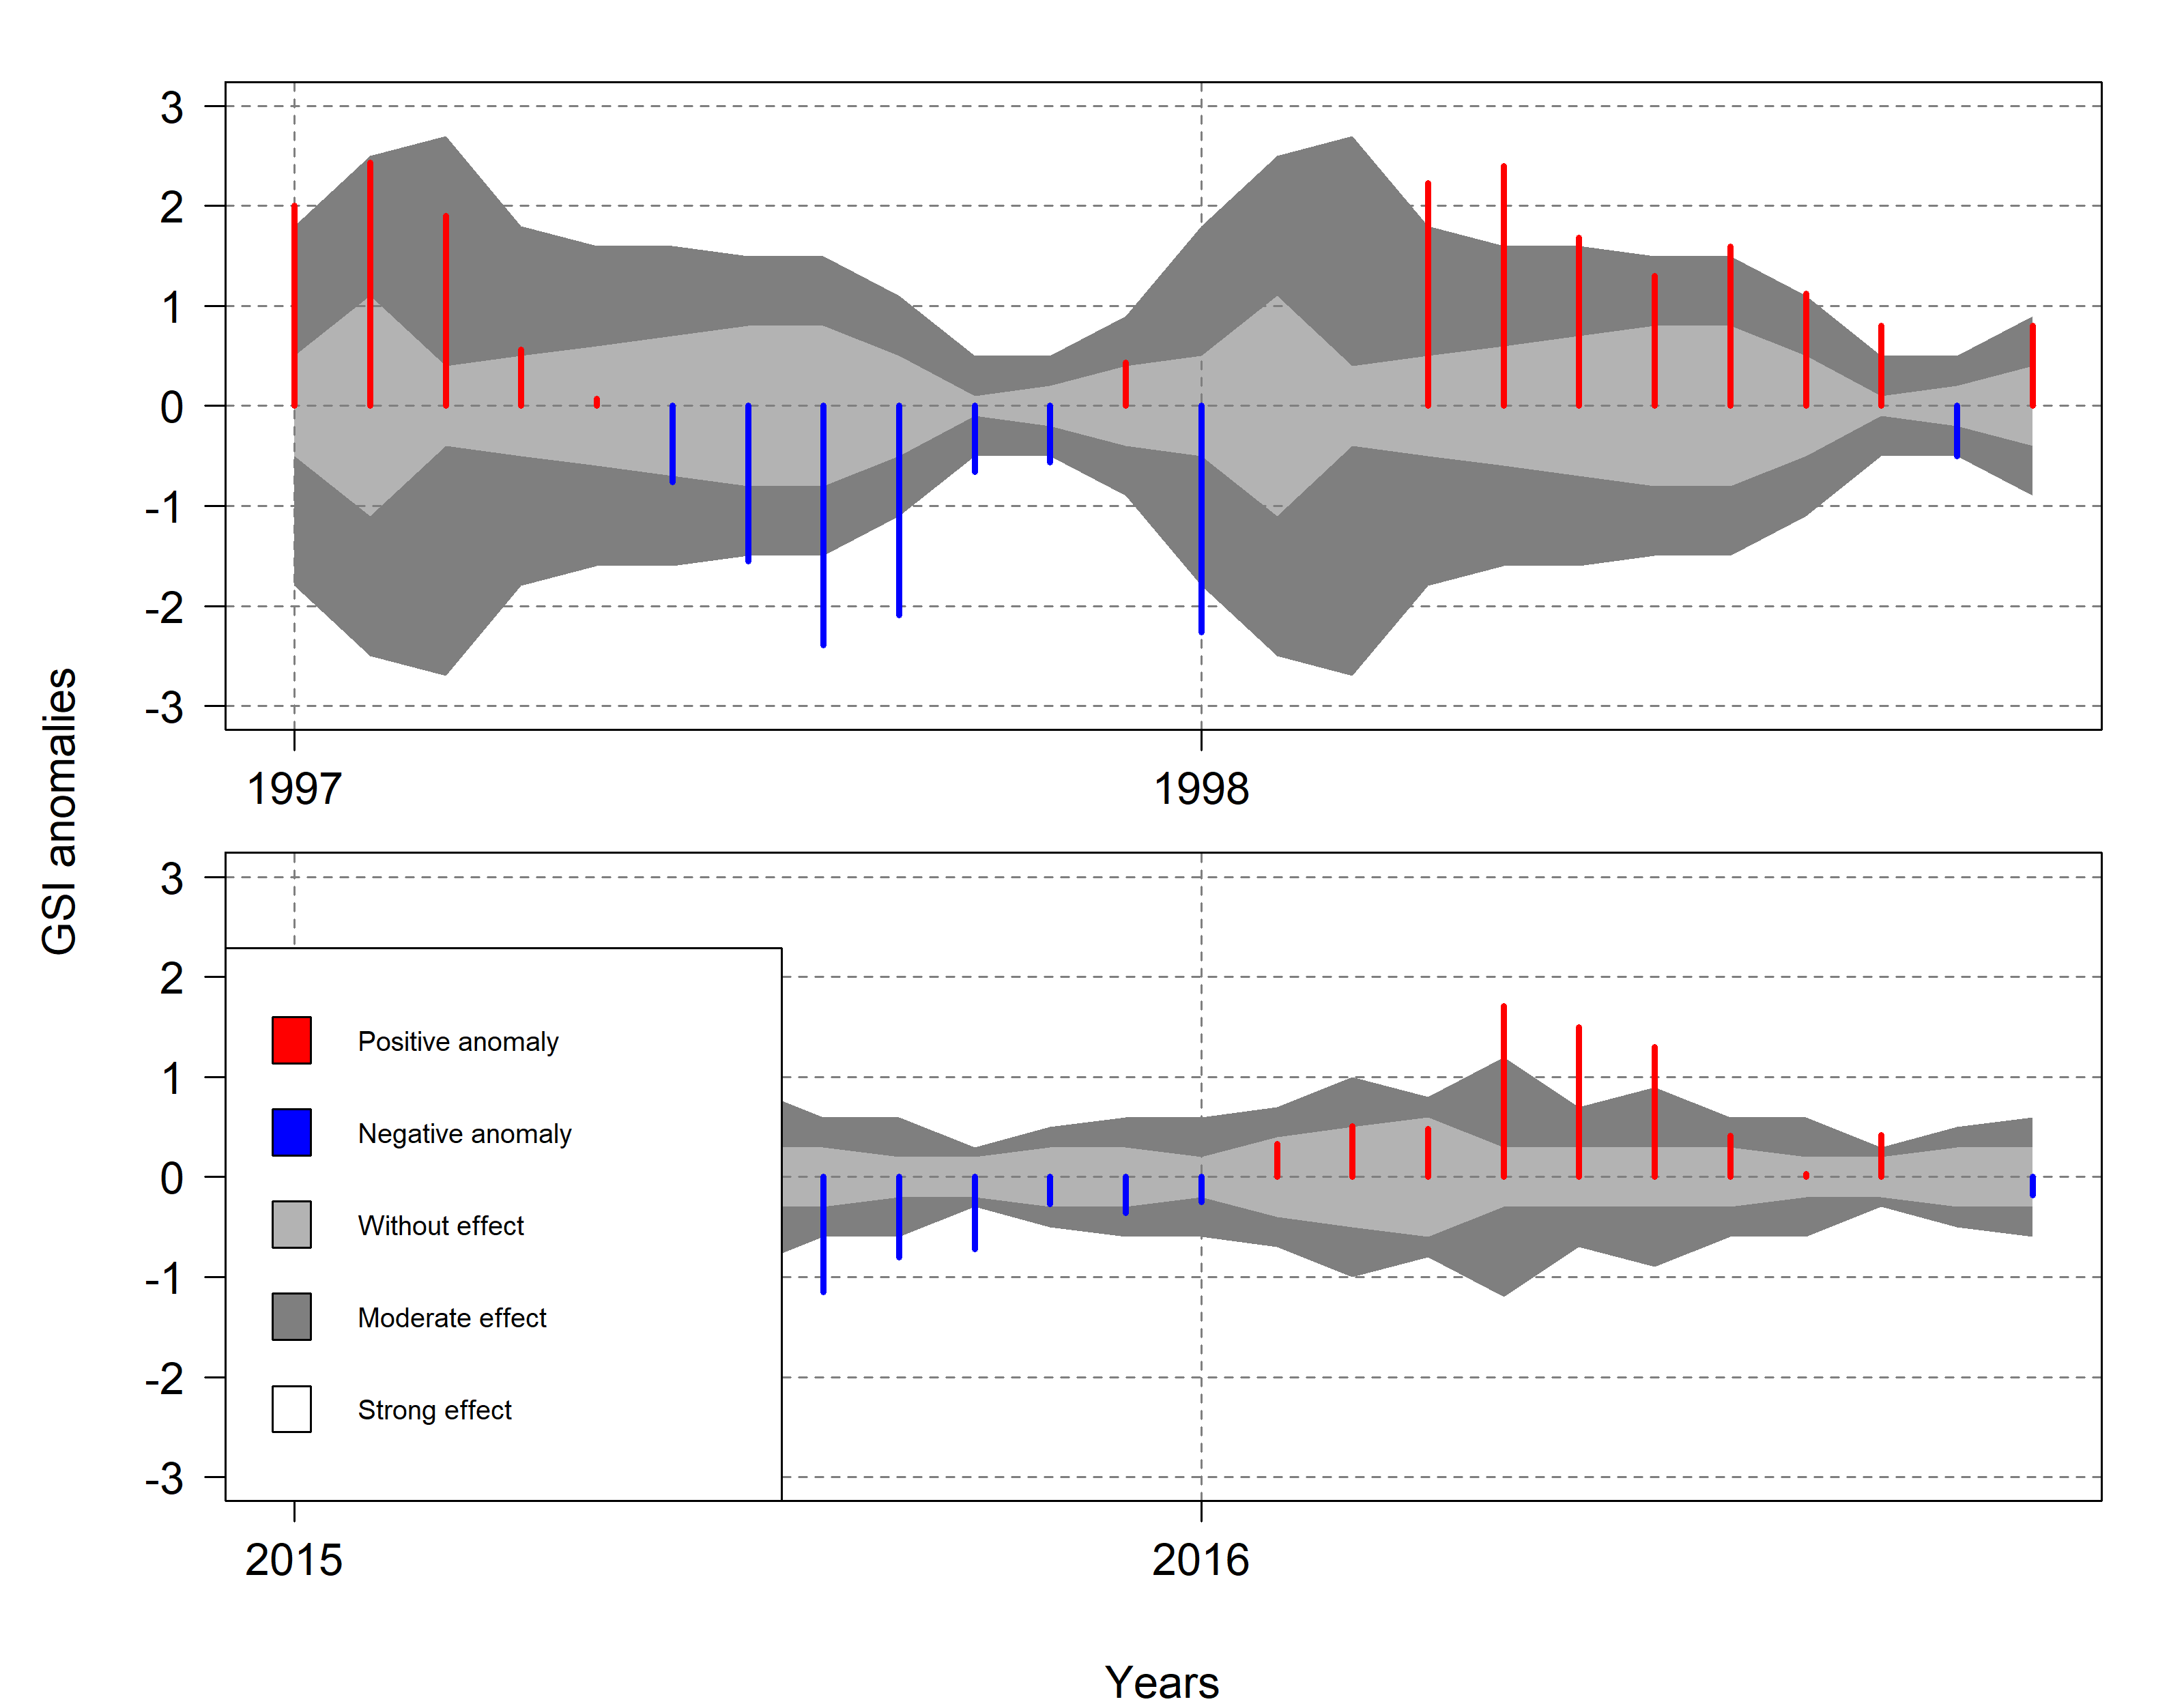 3
2
1
0
-1
-2
-3
1997 1998
GSI anomalies
3
2
1
0
-1
-2
-3
Positive anomaly
Negative anomaly
Without effect
Moderate effect
Strong effect
2015 2016
Years